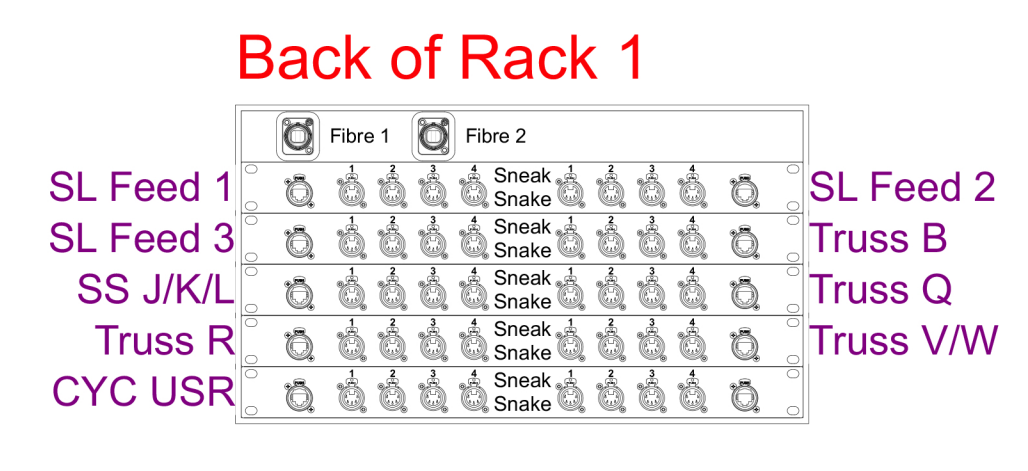 Back of Rack 1
Fibre 1 Fibre 2
SL Feed 1 1 2 3 4 Sneak Snake 1 2 3 4 SL Feed 2
SL Feed 3 1 2 3 4 Sneak Snake 1 2 3 4 Truss B
SS J/K/L 1 2 3 4 Sneak Snake 1 2 3 4 Truss Q
Truss R 1 2 3 4 Sneak Snake 1 2 3 4 Truss V/W
CYC USR 1 2 3 4 Sneak Snake 1 2 3 4